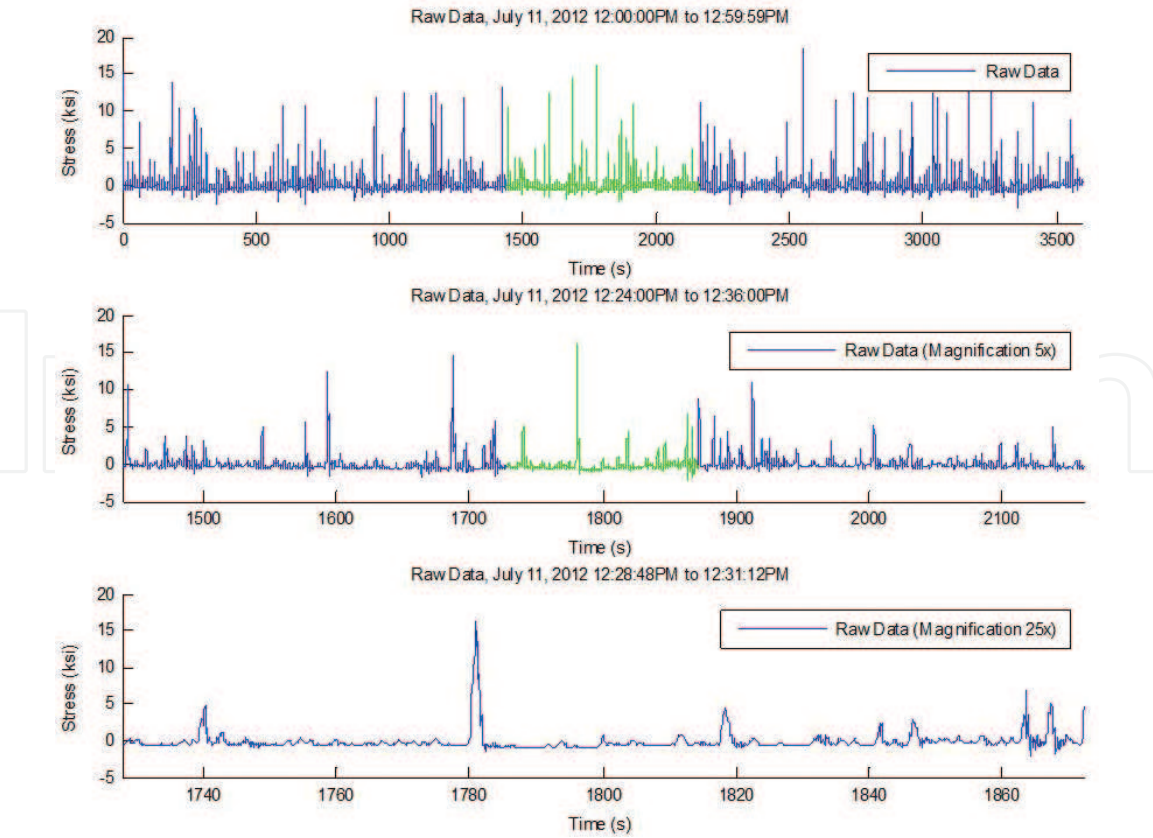 Raw Data, July 11, 2012 12:00:00PM to 12:59:59PM
20
15
10
5
0
-5
Stress (ksi)
Raw Data
0 500 1000 1500 2000 2500 3000 3500
Time (s)
Raw Data, July 11, 2012 12:24:00PM to 12:36:00PM
20
15
10
5
0
-5
Stress (ksi)
Raw Data (Magnification 5x)
1500 1600 1700 1800 1900 2000 2100
Time (s)
Raw Data, July 11, 2012 12:28:48PM to 12:31:12PM
20
15
10
5
0
-5
Stress (ksi)
Raw Data (Magnification 25x)
1740 1760 1780 1800 1820 1840 1860
Time (s)